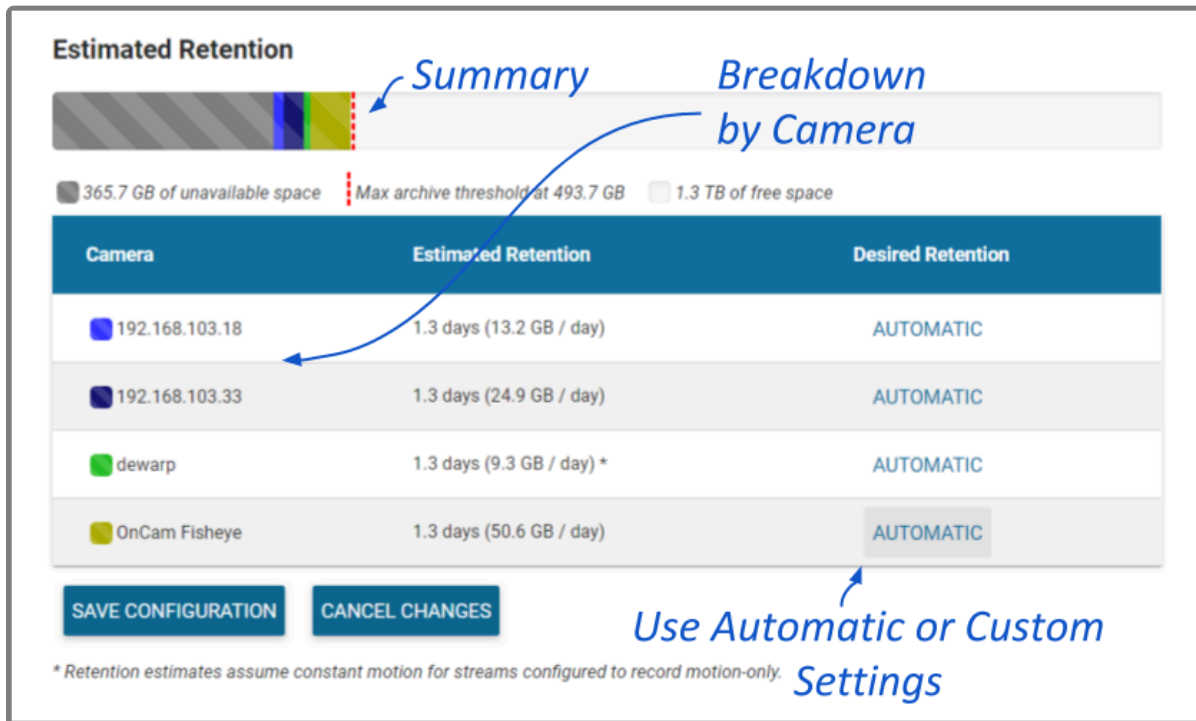 Estimated Retention
Summary
Breakdown
by Camera
365.7 GB of unavailable space Max archive threshold at 493.7 GB 1.3 TB of free space
Camera Estimated Retention Desired Retention
192.168.103.18 1.3 days (13.2 GB / day) AUTOMATIC
192.168.103.33 1.3 days (24.9 GB / day) AUTOMATIC
dewarp 1.3 days (9.3 GB / day) * AUTOMATIC
OnCam Fisheye 1.3 days (50.6 GB / day) AUTOMATIC
SAVE CONFIGURATION CANCEL CHANGES
Use Automatic or Custom
Settings
* Retention estimates assume constant motion for streams configured to record motion-only.